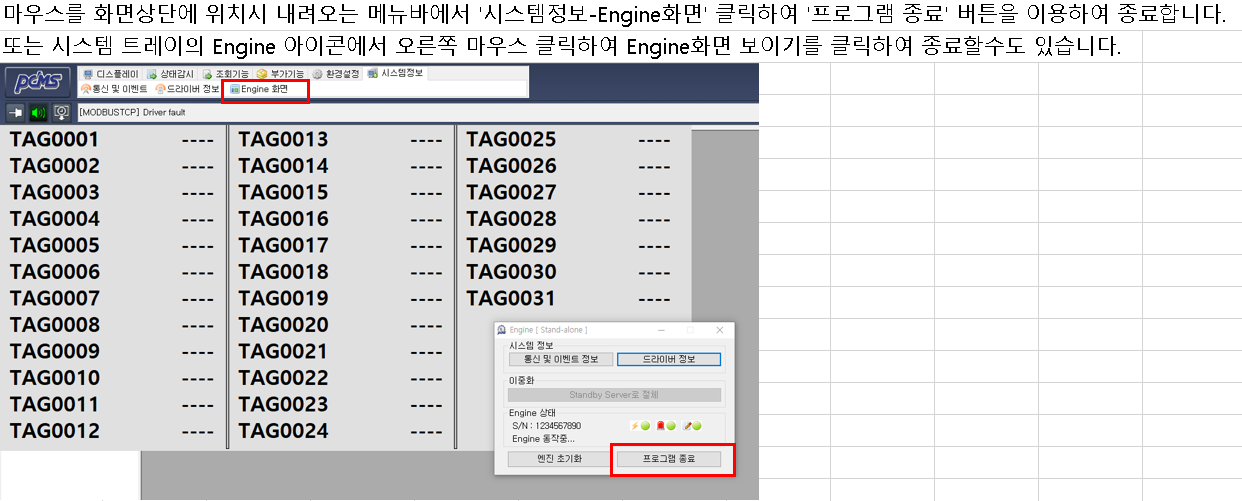 마우스를 화면상단에 위치시 내려오는 메뉴바에서 '시스템정보-Engine화면' 클릭하여 '프로그램 종료' 버튼을 이용하여 종료합니다.
또는 시스템 트레이의 Engine 아이콘에서 오른쪽 마우스 클릭하여 Engine화면 보이기를 클릭하여 종료할수도 있습니다.
pcms
디스플레이 상태감시 조회기능 부가기능 환경설정 시스템정보
통신 및 이벤트 드라이버 정보 Engine 화면
[MODBUSTCP] Driver fault
TAG0001 ---- TAG0013 ---- TAG0025 ----
TAG0002 ---- TAG0014 ---- TAG0026 ----
TAG0003 ---- TAG0015 ---- TAG0027 ----
TAG0004 ---- TAG0016 ---- TAG0028 ----
TAG0005 ---- TAG0017 ---- TAG0029 ----
TAG0006 ---- TAG0018 ---- TAG0030 ----
TAG0007 ---- TAG0019 ---- TAG0031 ----
TAG0008 ---- TAG0020 ----
TAG0009 ---- TAG0021 ----
TAG0010 ---- TAG0022 ----
TAG0011 ---- TAG0023 ----
TAG0012 ---- TAG0024 ----
Engine [ Stand-alone ]
시스템 정보
통신 및 이벤트 정보 드라이버 정보
이중화
Standby Server로 절체
Engine 상태
S/N : 1234567890
Engine 동작중...
엔진 초기화 프로그램 종료